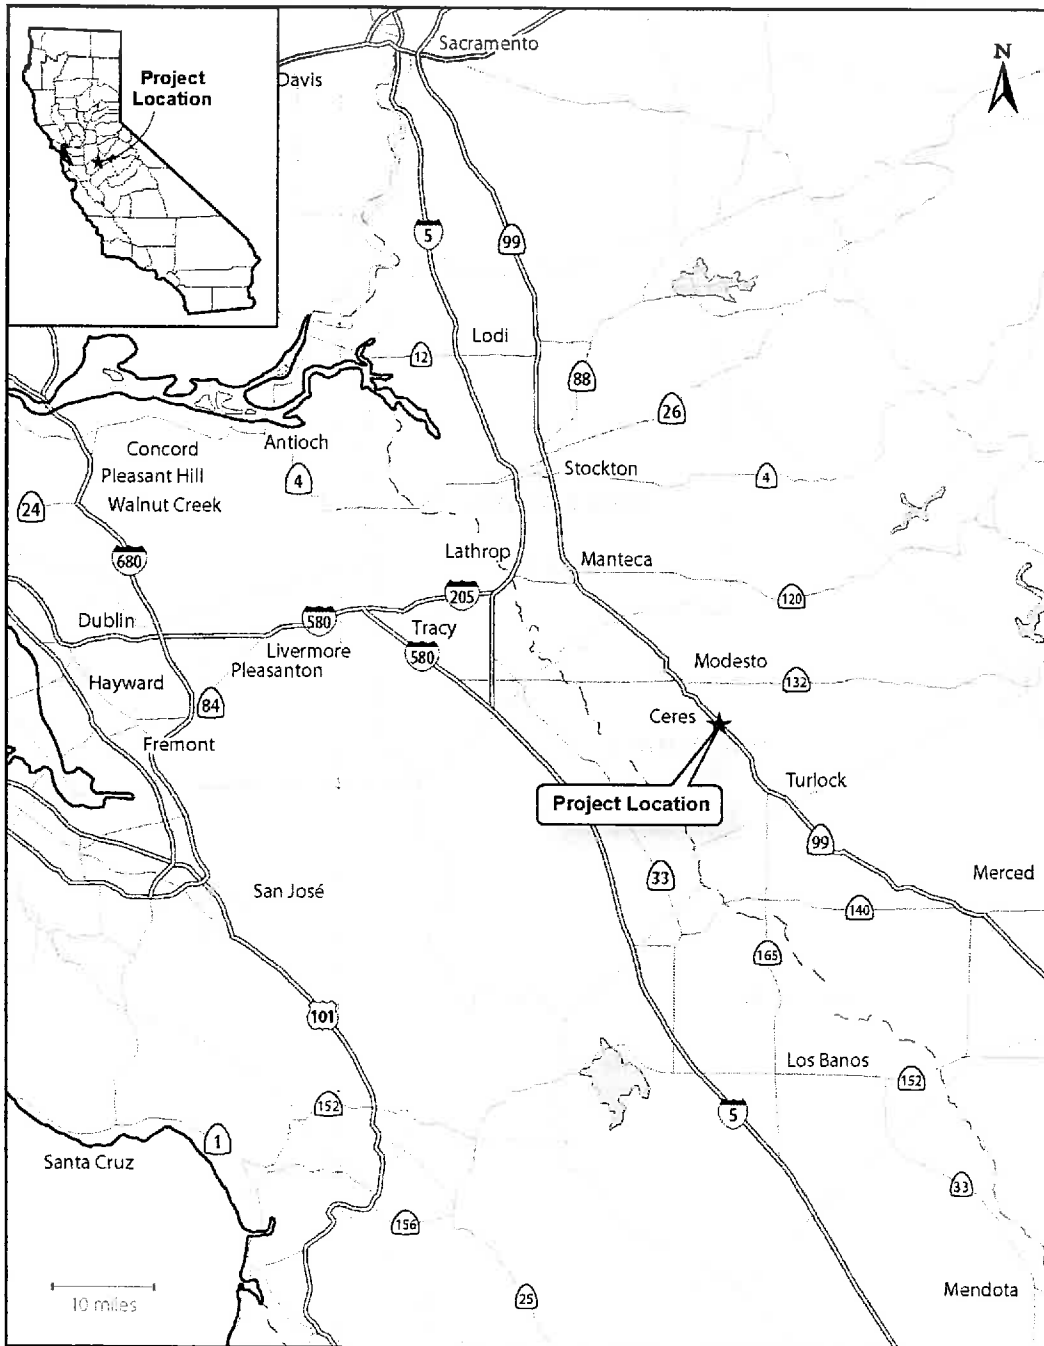 Project
Location
Sacramento
N
Davis
5
99
Lodi
12
88
26
Antioch
Concord
Pleasant Hill
Walnut Creek
4
Stockton
4
24
680
Lathrop
Manteca
205
120
580
Dublin
Tracy
Livermore
Pleasanton
580
Modesto
132
Hayward
84
Ceres
Fremont
Turlock
Project Location
99
33
Merced
San José
140
165
101
Los Banos
152
152
5
1
Santa Cruz
33
156
Mendota
10 miles
25